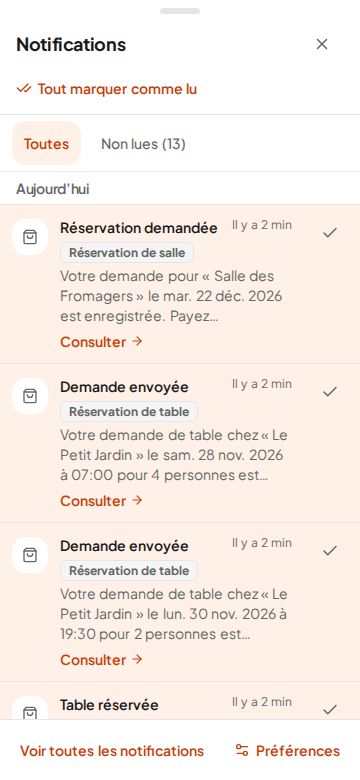 Notifications
Tout marquer comme lu
Toutes
Non lues (13)
Aujourd'hui
Réservation demandée
Il y a 2 min
Réservation de salle
Votre demande pour « Salle des
Fromagers » le mar. 22 déc. 2026
est enregistrée. Payez…
Consulter →
Demande envoyée
Il y a 2 min
Réservation de table
Votre demande de table chez « Le
Petit Jardin » le sam. 28 nov. 2026
à 07:00 pour 4 personnes est…
Consulter →
Demande envoyée
Il y a 2 min
Réservation de table
Votre demande de table chez « Le
Petit Jardin » le lun. 30 nov. 2026 à
19:30 pour 2 personnes est…
Consulter →
Table réservée
Il y a 2 min
Voir toutes les notifications
Préférences